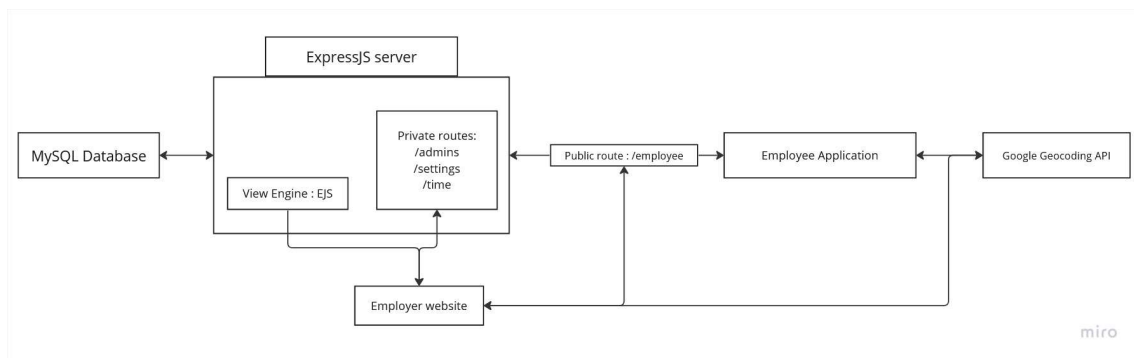 ExpressJS server
MySQL Database
Private routes:
/admins
/settings
/time
View Engine : EJS
Public route : /employee
Employee Application
Google Geocoding API
Employer website
miro